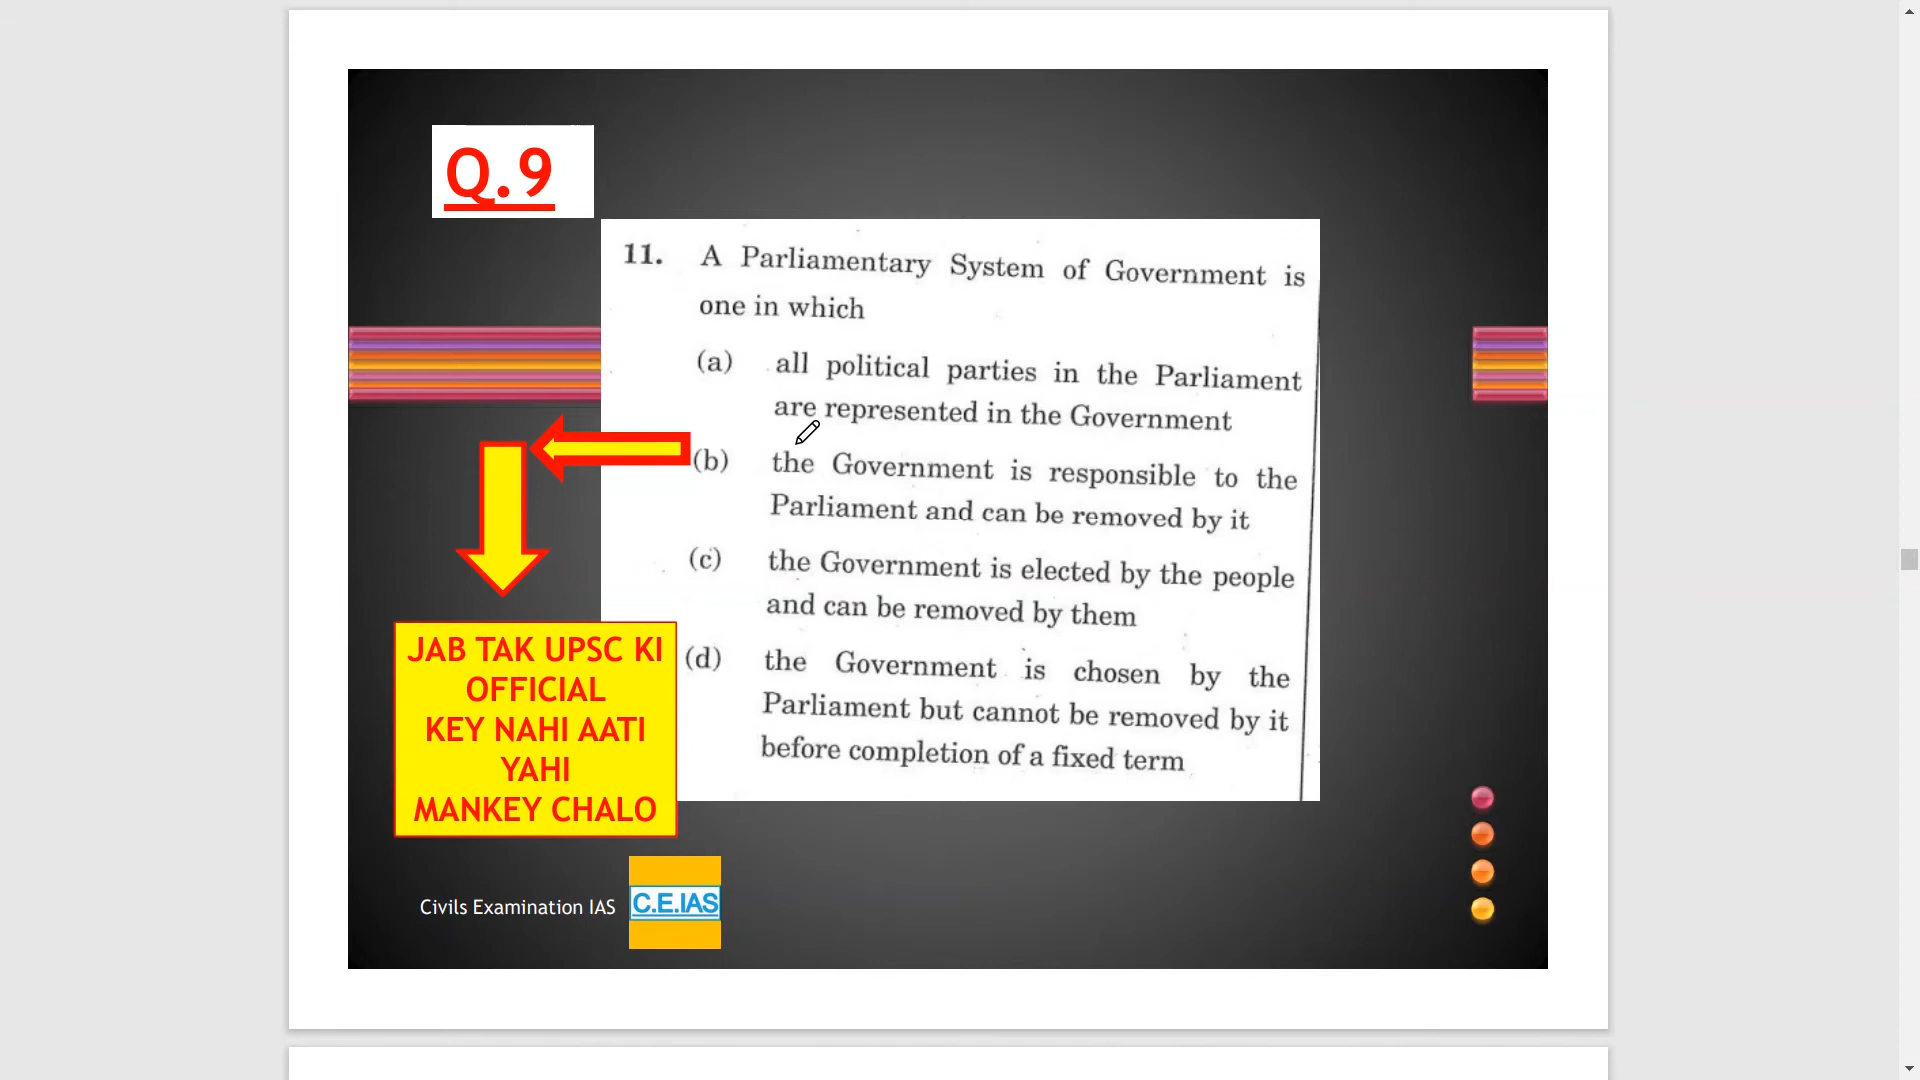 Q.9
11. A Parliamentary System of Government is
one in which
(a) all political parties in the Parliament
are represented in the Government
(b) the Government is responsible to the
Parliament and can be removed by it
(c) the Government is elected by the people
and can be removed by them
(d) the Government is chosen by the
Parliament but cannot be removed by it
before completion of a fixed term
JAB TAK UPSC KI
OFFICIAL
KEY NAHI AATI
YAHI
MANKEY CHALO
Civils Examination IAS
C.E.IAS